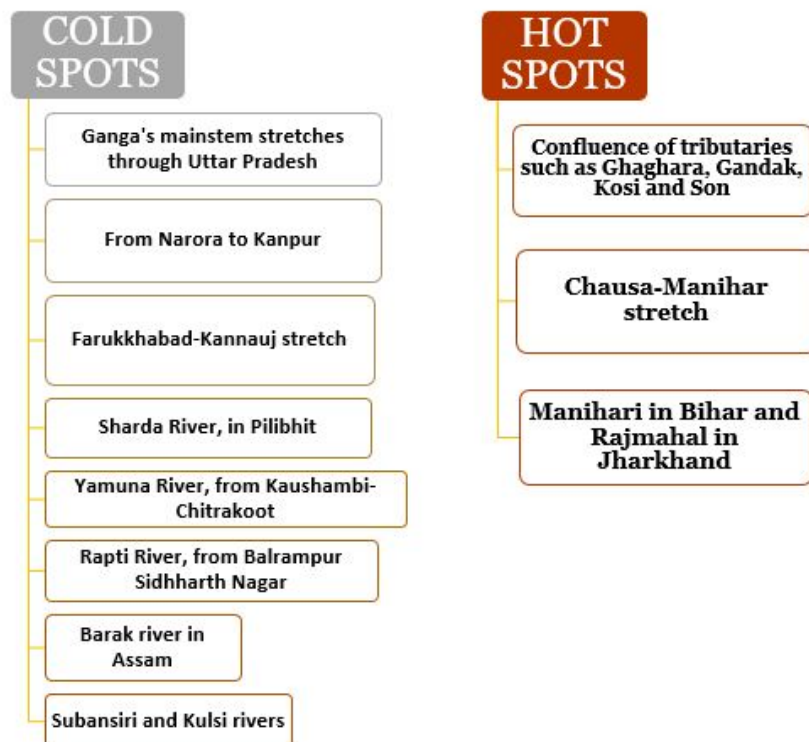 COLD
SPOTS
Ganga's mainstem stretches
through Uttar Pradesh
From Narora to Kanpur
Farukkhabad-Kannauj stretch
Sharda River, in Pilibhit
Yamuna River, from Kaushambi-
Chitrakoot
Rapti River, from Balrampur
Sidhharth Nagar
Barak river in
Assam
Subansiri and Kulsi rivers
HOT
SPOTS
Confluence of tributaries
such as Ghaghara, Gandak,
Kosi and Son
Chausa-Manihar
stretch
Manihari in Bihar and
Rajmahal in
Jharkhand